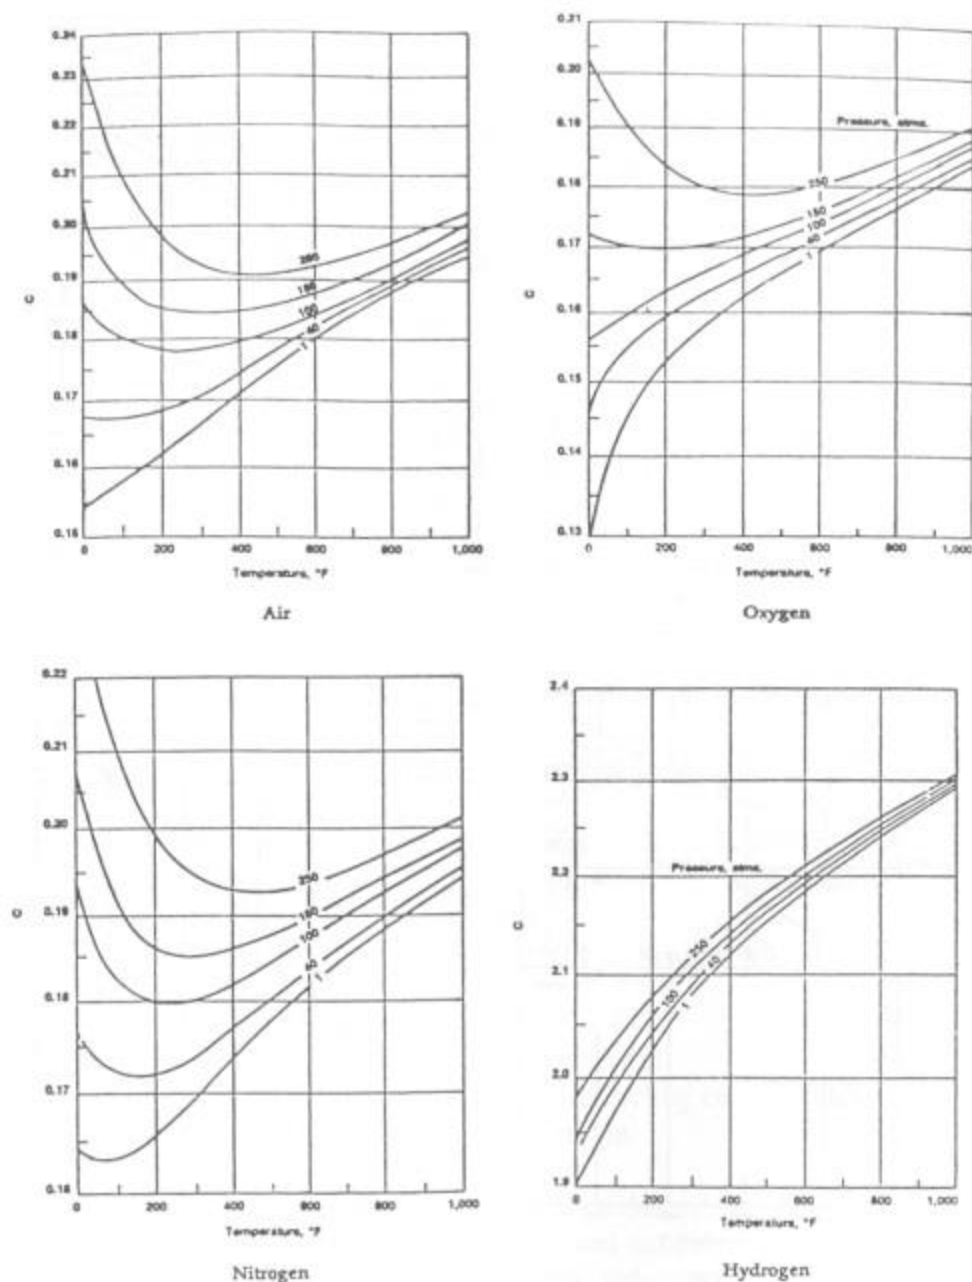 0.24
0.23
0.22
0.21
0.20
0.19
0.18
0.17
0.16
0.15
C
250
150
100
40
1
0 200 400 600 800 1,000
Temperature, °F
Air
0.21
0.20
0.19
0.18
0.17
0.16
0.15
0.14
0.13
C
Pressure, atms.
250
150
100
40
1
0 200 400 600 800 1,000
Temperature, °F
Oxygen
0.22
0.21
0.20
0.19
0.18
0.17
0.16
C
250
150
100
40
1
0 200 400 600 800 1,000
Temperature, °F
Nitrogen
2.4
2.3
2.2
2.1
2.0
1.9
C
Pressure, atms.
250
100
40
1
0 200 400 600 800 1,000
Temperature, °F
Hydrogen